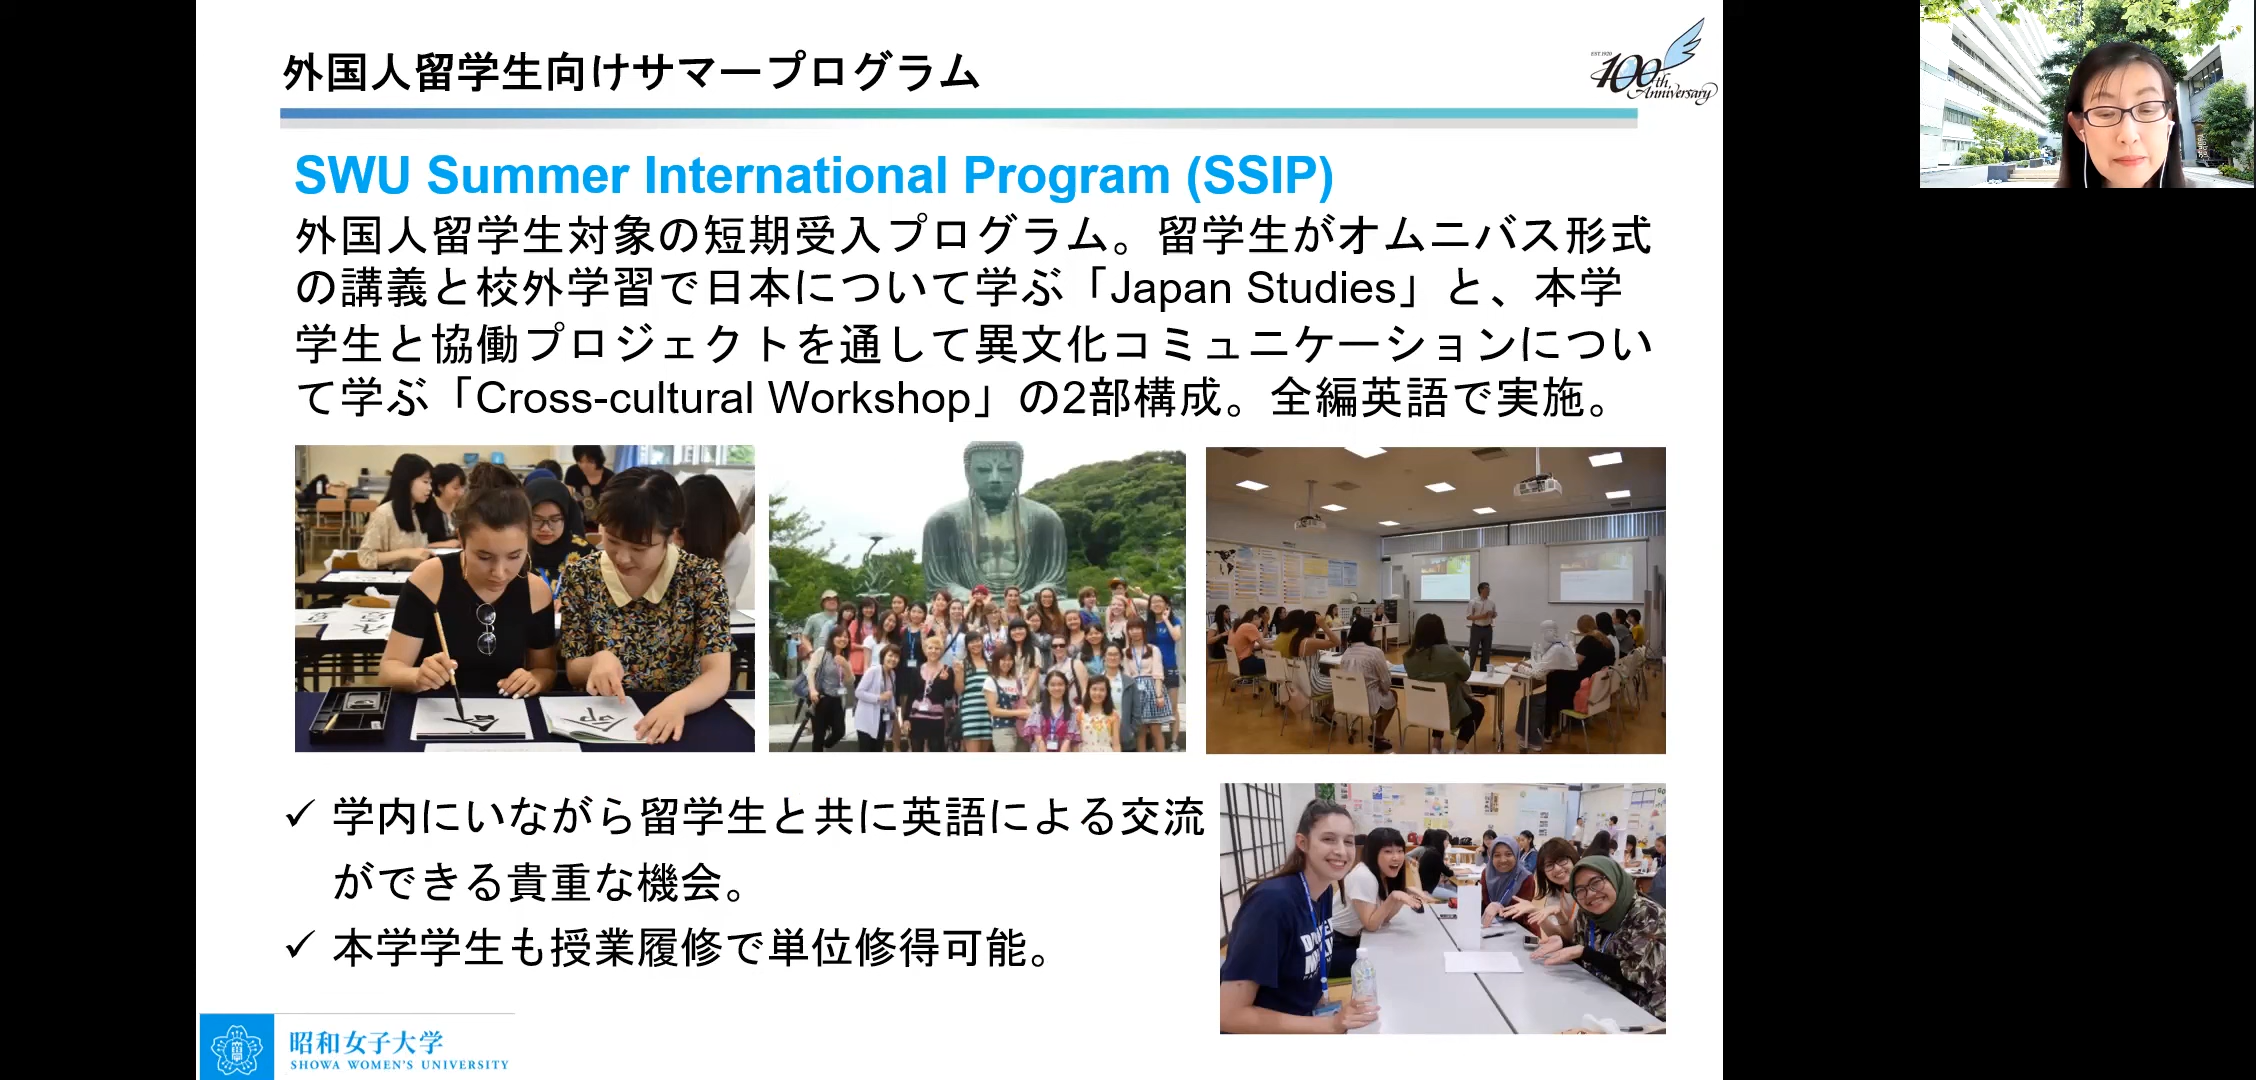 外国人留学生向けサマープログラム
EST.1920
100th
Anniversary
SWU Summer International Program (SSIP)
外国人留学生対象の短期受入プログラム。留学生がオムニバス形式
の講義と校外学習で日本について学ぶ「Japan Studies」と、本学
学生と協働プロジェクトを通して異文化コミュニケーションについ
て学ぶ「Cross-cultural Workshop」の2部構成。全編英語で実施。
✓ 学内にいながら留学生と共に英語による交流
ができる貴重な機会。
✓ 本学学生も授業履修で単位修得可能。
昭和女子大学
SHOWA WOMEN'S UNIVERSITY